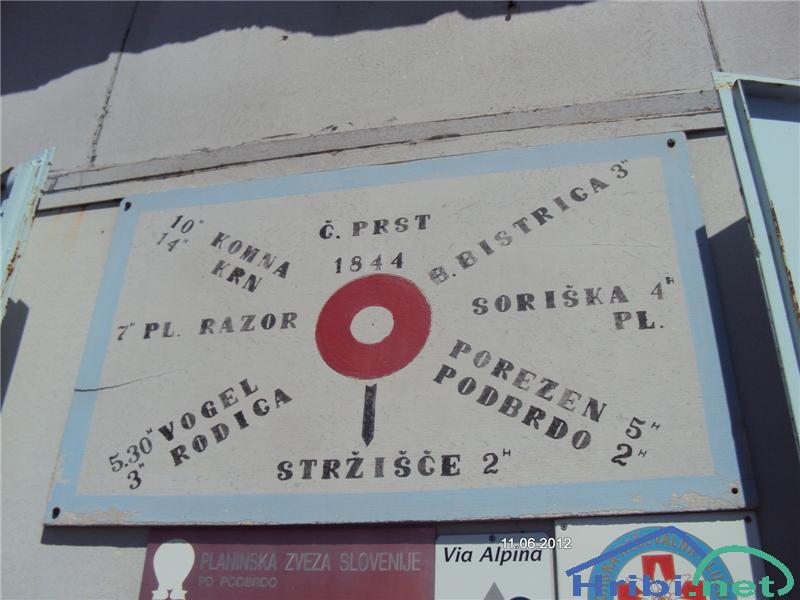 Č. PRST
1844
B. BISTRICA 3H
10H KOMNA
14H KRN
SORIŠKA 4H
PL.
7H PL. RAZOR
POREZEN 5H
PODBRDO 2H
5.30H VOGEL
3H RODICA
STRŽIŠČE 2H
PLANINSKA ZVEZA SLOVENIJE
PD PODBRDO
Via Alpina
11.06.2012
Hribi.net